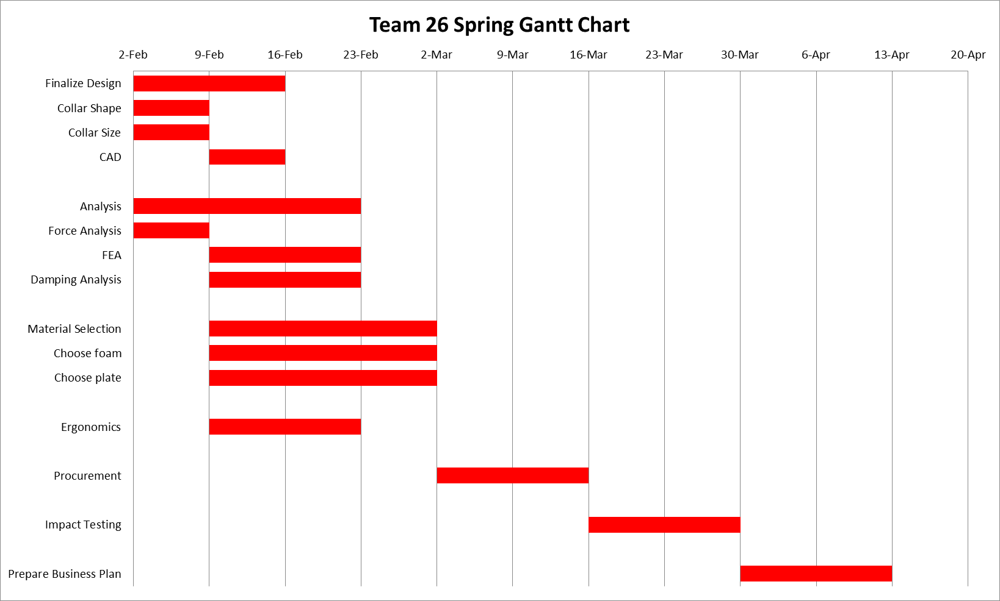 Team 26 Spring Gantt Chart
2-Feb 9-Feb 16-Feb 23-Feb 2-Mar 9-Mar 16-Mar 23-Mar 30-Mar 6-Apr 13-Apr 20-Apr
Finalize Design
Collar Shape
Collar Size
CAD
Analysis
Force Analysis
FEA
Damping Analysis
Material Selection
Choose foam
Choose plate
Ergonomics
Procurement
Impact Testing
Prepare Business Plan